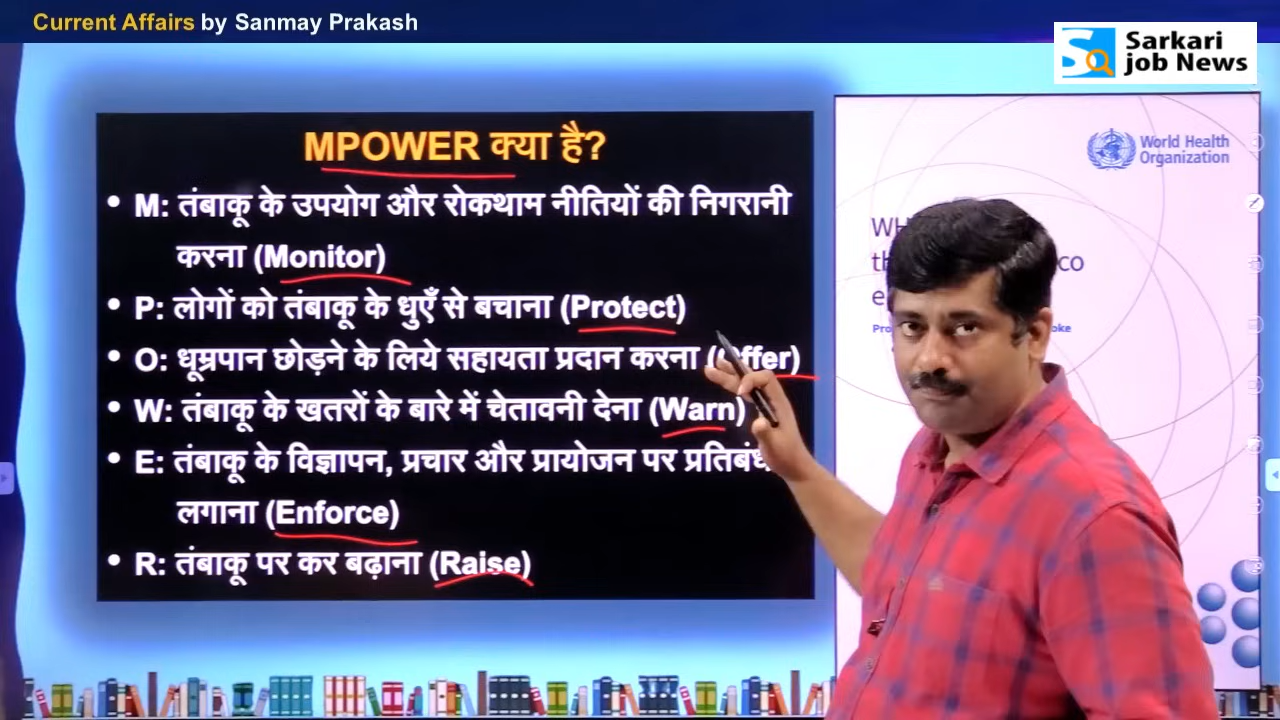 Current Affairs by Sanmay Prakash
Sarkari
job News
MPOWER क्या है?
• M: तंबाकू के उपयोग और रोकथाम नीतियों की निगरानी
करना (Monitor)
• P: लोगों को तंबाकू के धुएँ से बचाना (Protect)
• O: धूम्रपान छोड़ने के लिये सहायता प्रदान करना (Offer)
• W: तंबाकू के खतरों के बारे में चेतावनी देना (Warn)
• E: तंबाकू के विज्ञापन, प्रचार और प्रायोजन पर प्रतिबंध
लगाना (Enforce)
• R: तंबाकू पर कर बढ़ाना (Raise)
World Health
Organization